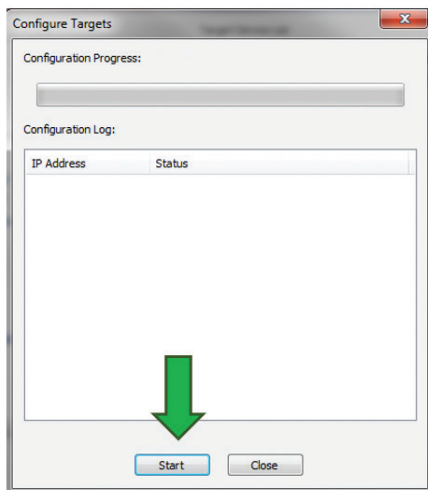 Configure Targets
Configuration Progress:
Configuration Log:
IP Address Status
Start Close